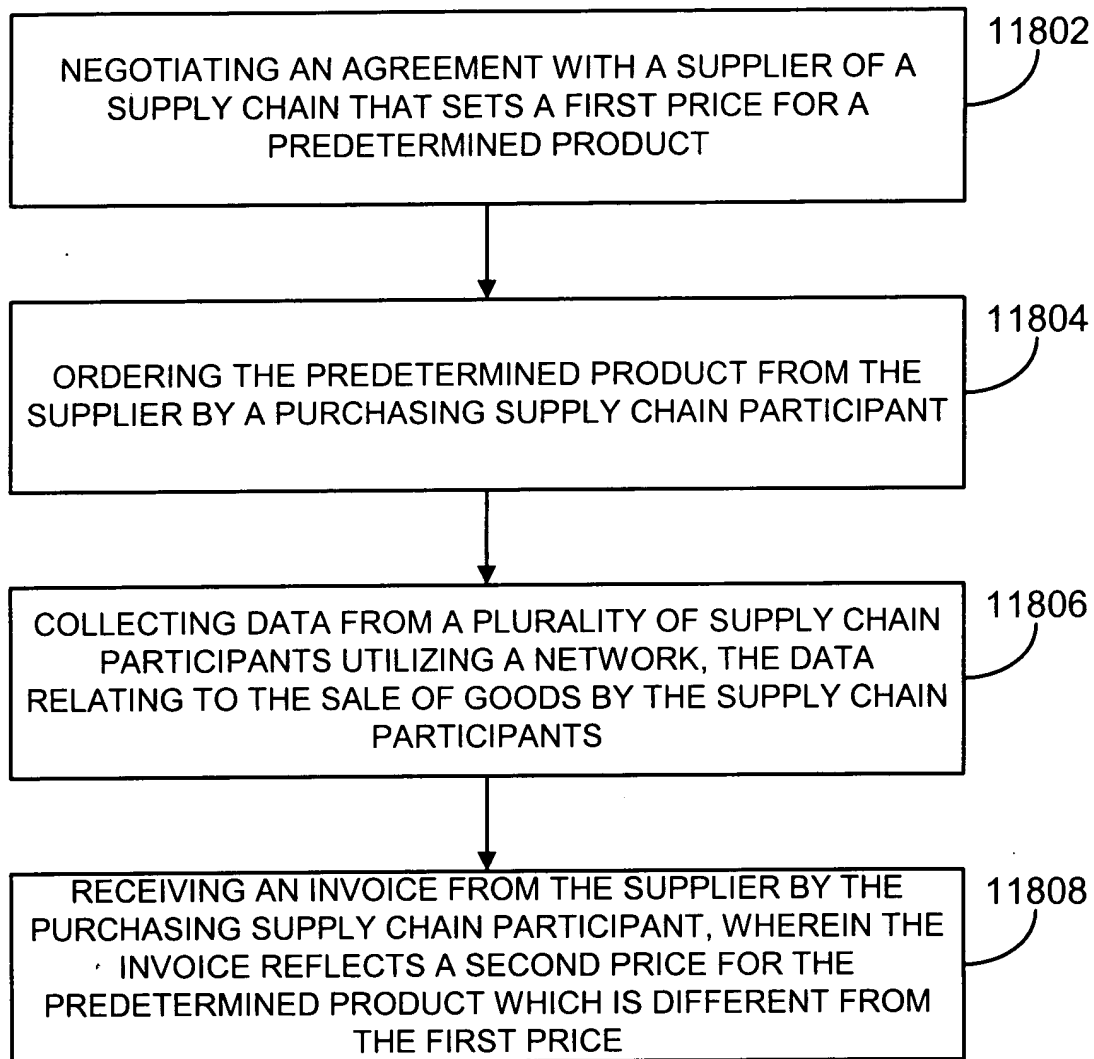 11802
NEGOTIATING AN AGREEMENT WITH A SUPPLIER OF A
SUPPLY CHAIN THAT SETS A FIRST PRICE FOR A
PREDETERMINED PRODUCT
11804
ORDERING THE PREDETERMINED PRODUCT FROM THE
SUPPLIER BY A PURCHASING SUPPLY CHAIN PARTICIPANT
11806
COLLECTING DATA FROM A PLURALITY OF SUPPLY CHAIN
PARTICIPANTS UTILIZING A NETWORK, THE DATA
RELATING TO THE SALE OF GOODS BY THE SUPPLY CHAIN
PARTICIPANTS
11808
RECEIVING AN INVOICE FROM THE SUPPLIER BY THE
PURCHASING SUPPLY CHAIN PARTICIPANT, WHEREIN THE
INVOICE REFLECTS A SECOND PRICE FOR THE
PREDETERMINED PRODUCT WHICH IS DIFFERENT FROM
THE FIRST PRICE